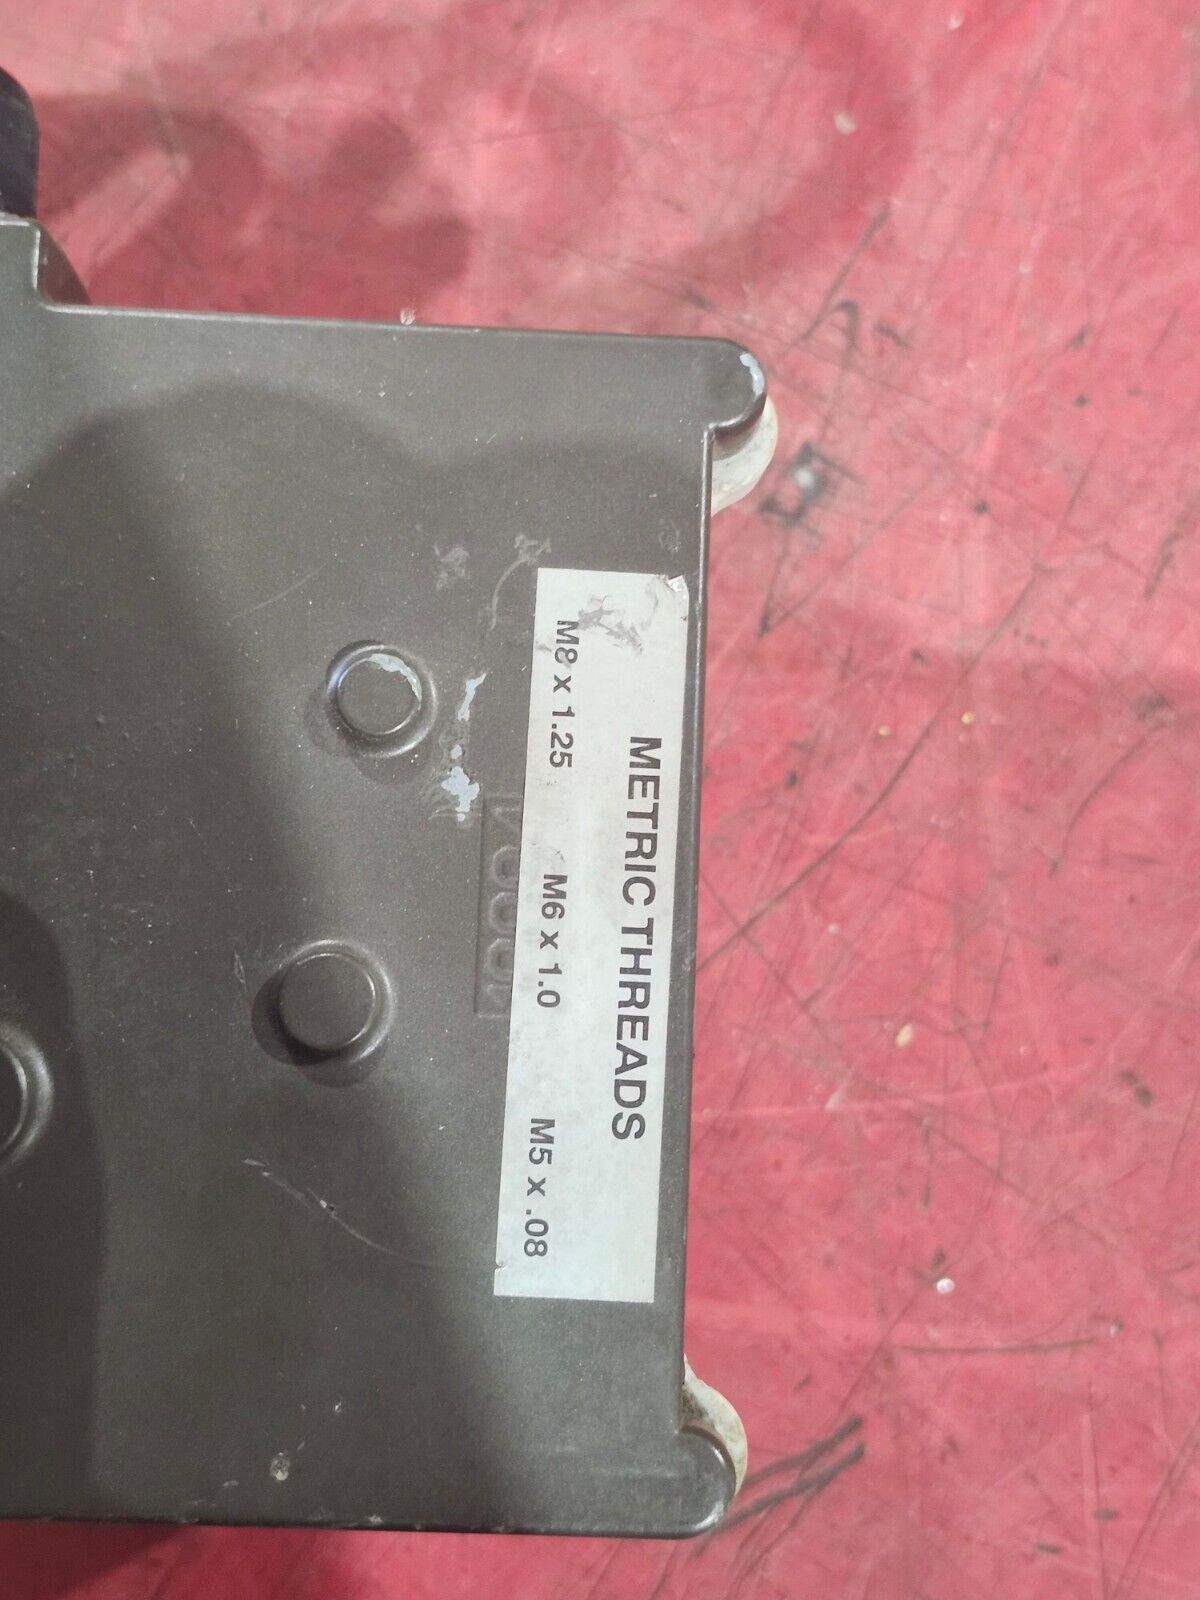 METRIC THREADS
M8 x 1.25 M6 x 1.0 M5 x .08